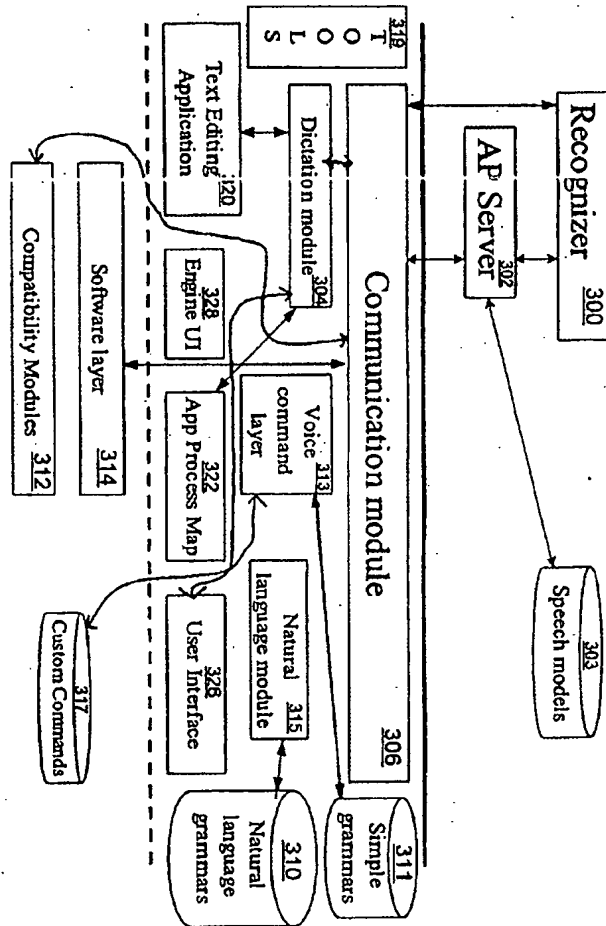 Recognizer
300
AP Server
302
Speech models
303
Communication module
306
TOOLS
319
Dictation module
304
Text Editing
Application
120
Engine UI
328
Voice
command
layer
313
App Process Map
322
Natural
language module
315
User Interface
326
Simple
grammars
311
Natural
language
grammars
310
Software layer
314
Compatibility Modules
312
Custom Commands
317